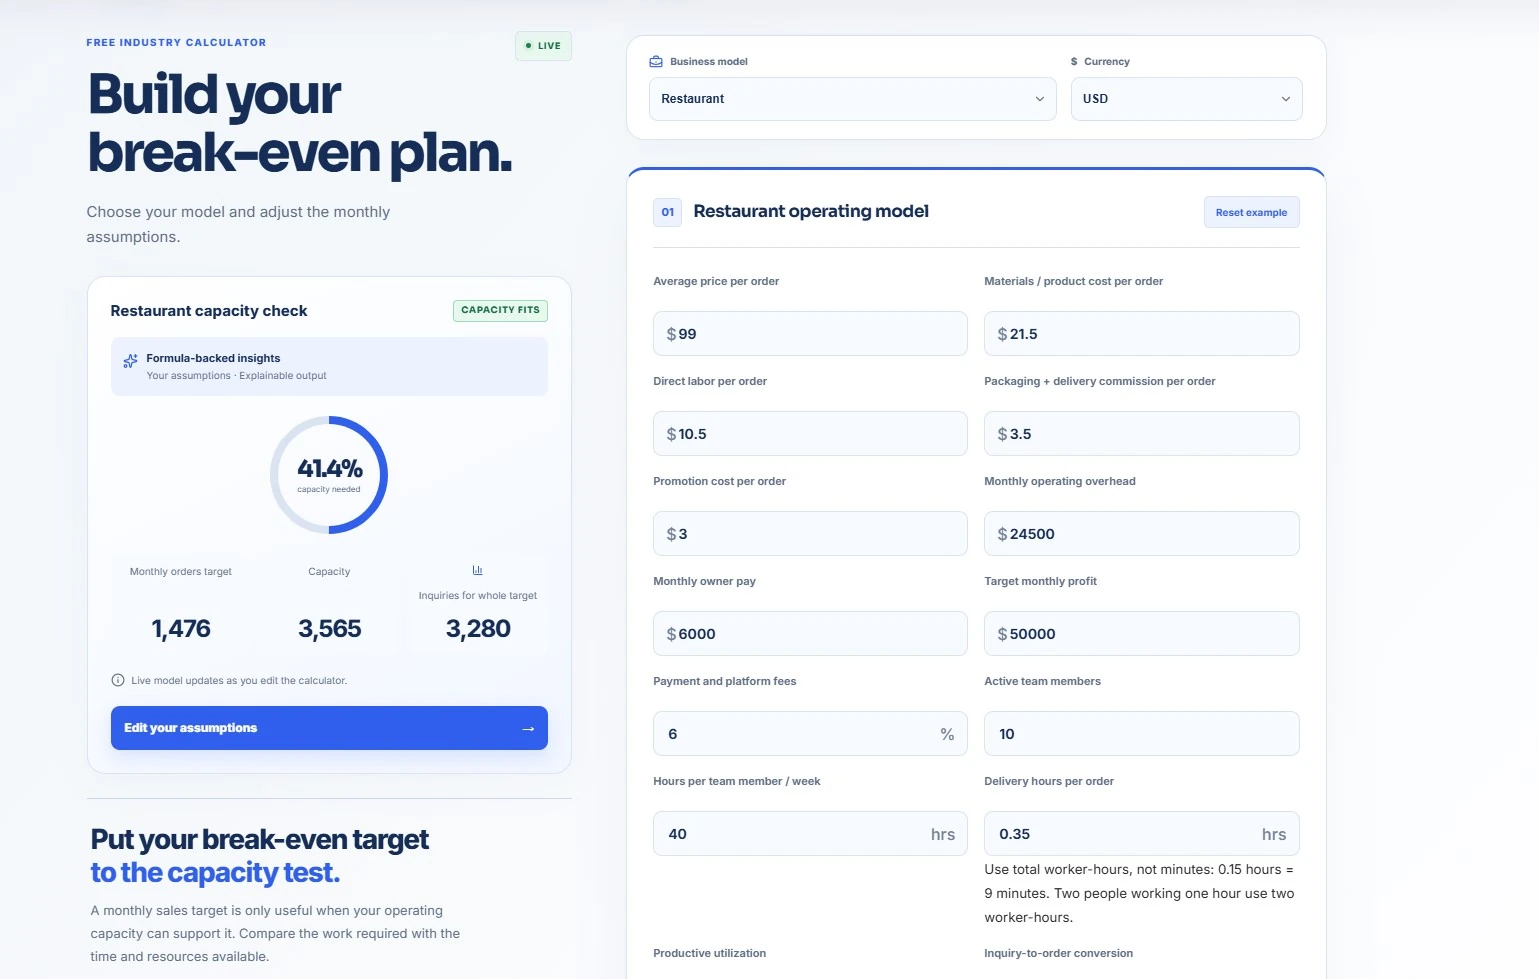 FREE INDUSTRY CALCULATOR
LIVE
Build your
break-even plan.
Choose your model and adjust the monthly
assumptions.
Restaurant capacity check
CAPACITY FITS
Formula-backed insights
Your assumptions · Explainable output
41.4%
capacity needed
Monthly orders target
1,476
Capacity
3,565
Inquiries for whole target
3,280
Live model updates as you edit the calculator.
Edit your assumptions →
Put your break-even target
to the capacity test.
A monthly sales target is only useful when your operating
capacity can support it. Compare the work required with the
time and resources available.
Business model
Restaurant
$ Currency
USD
01 Restaurant operating model
Reset example
Average price per order
$ 99
Materials / product cost per order
$ 21.5
Direct labor per order
$ 10.5
Packaging + delivery commission per order
$ 3.5
Promotion cost per order
$ 3
Monthly operating overhead
$ 24500
Monthly owner pay
$ 6000
Target monthly profit
$ 50000
Payment and platform fees
6 %
Active team members
10
Hours per team member / week
40 hrs
Delivery hours per order
0.35 hrs
Use total worker-hours, not minutes: 0.15 hours =
9 minutes. Two people working one hour use two
worker-hours.
Productive utilization
Inquiry-to-order conversion